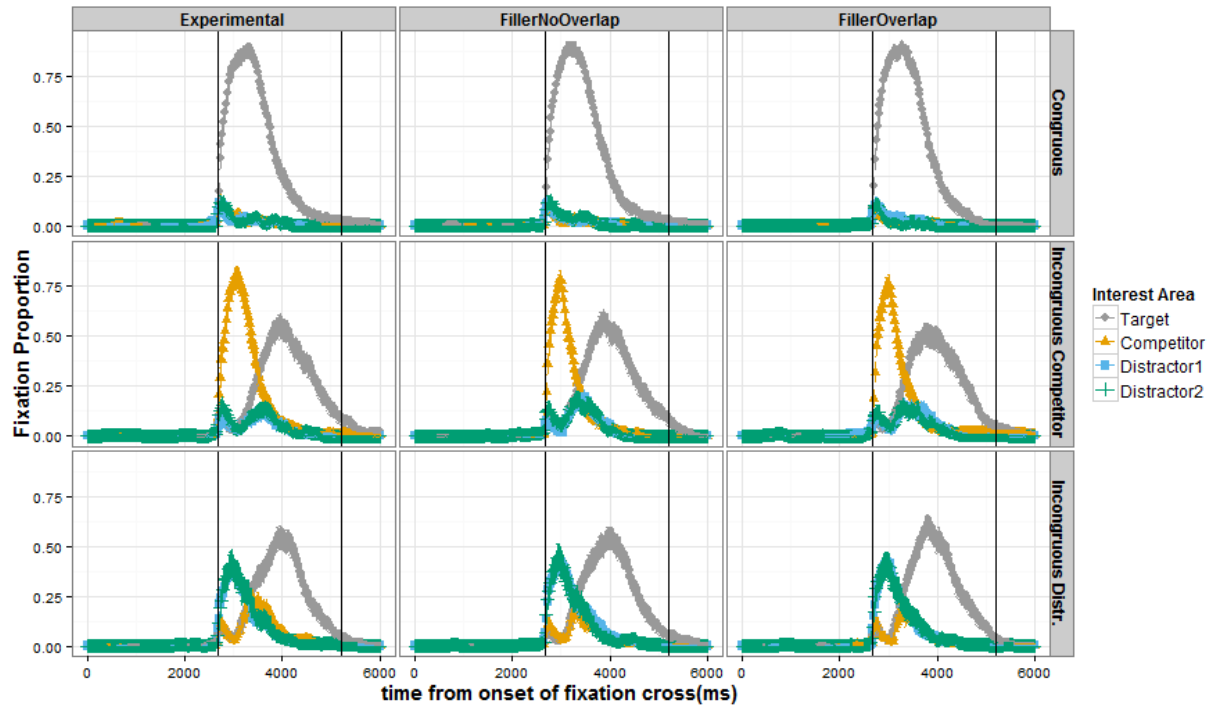 Experimental
FillerNoOverlap
FillerOverlap
Fixation Proportion
0.75
0.50
0.25
0.00
Congruous
0.75
0.50
0.25
0.00
Incongruous Competitor
0.75
0.50
0.25
0.00
Incongruous Distr.
0 2000 4000 6000
0 2000 4000 6000
0 2000 4000 6000
time from onset of fixation cross(ms)
Interest Area
Target
Competitor
Distractor1
Distractor2